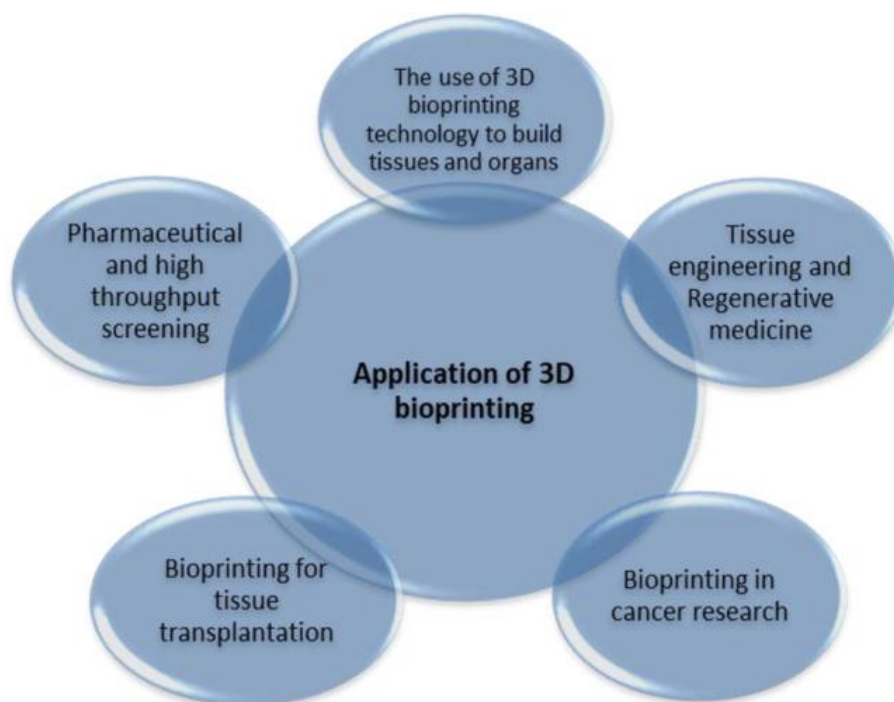 The use of 3D
bioprinting
technology to build
tissues and organs
Pharmaceutical
and high
throughput
screening
Tissue
engineering and
Regenerative
medicine
Application of 3D
bioprinting
Bioprinting for
tissue
transplantation
Bioprinting in
cancer research